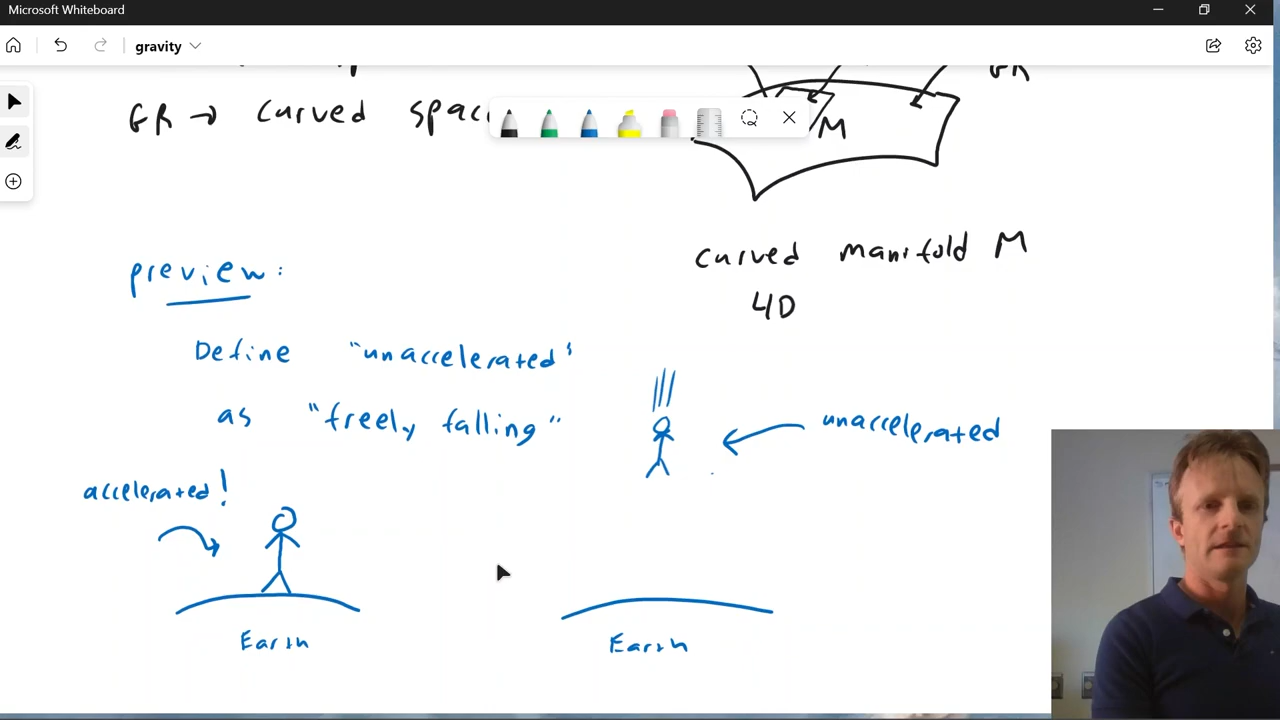 Microsoft Whiteboard
gravity
GR → curved
GR
M
curved manifold M
4D
preview:
Define "unaccelerated"
as "freely falling"
unaccelerated
accelerated!
Earth
Earth